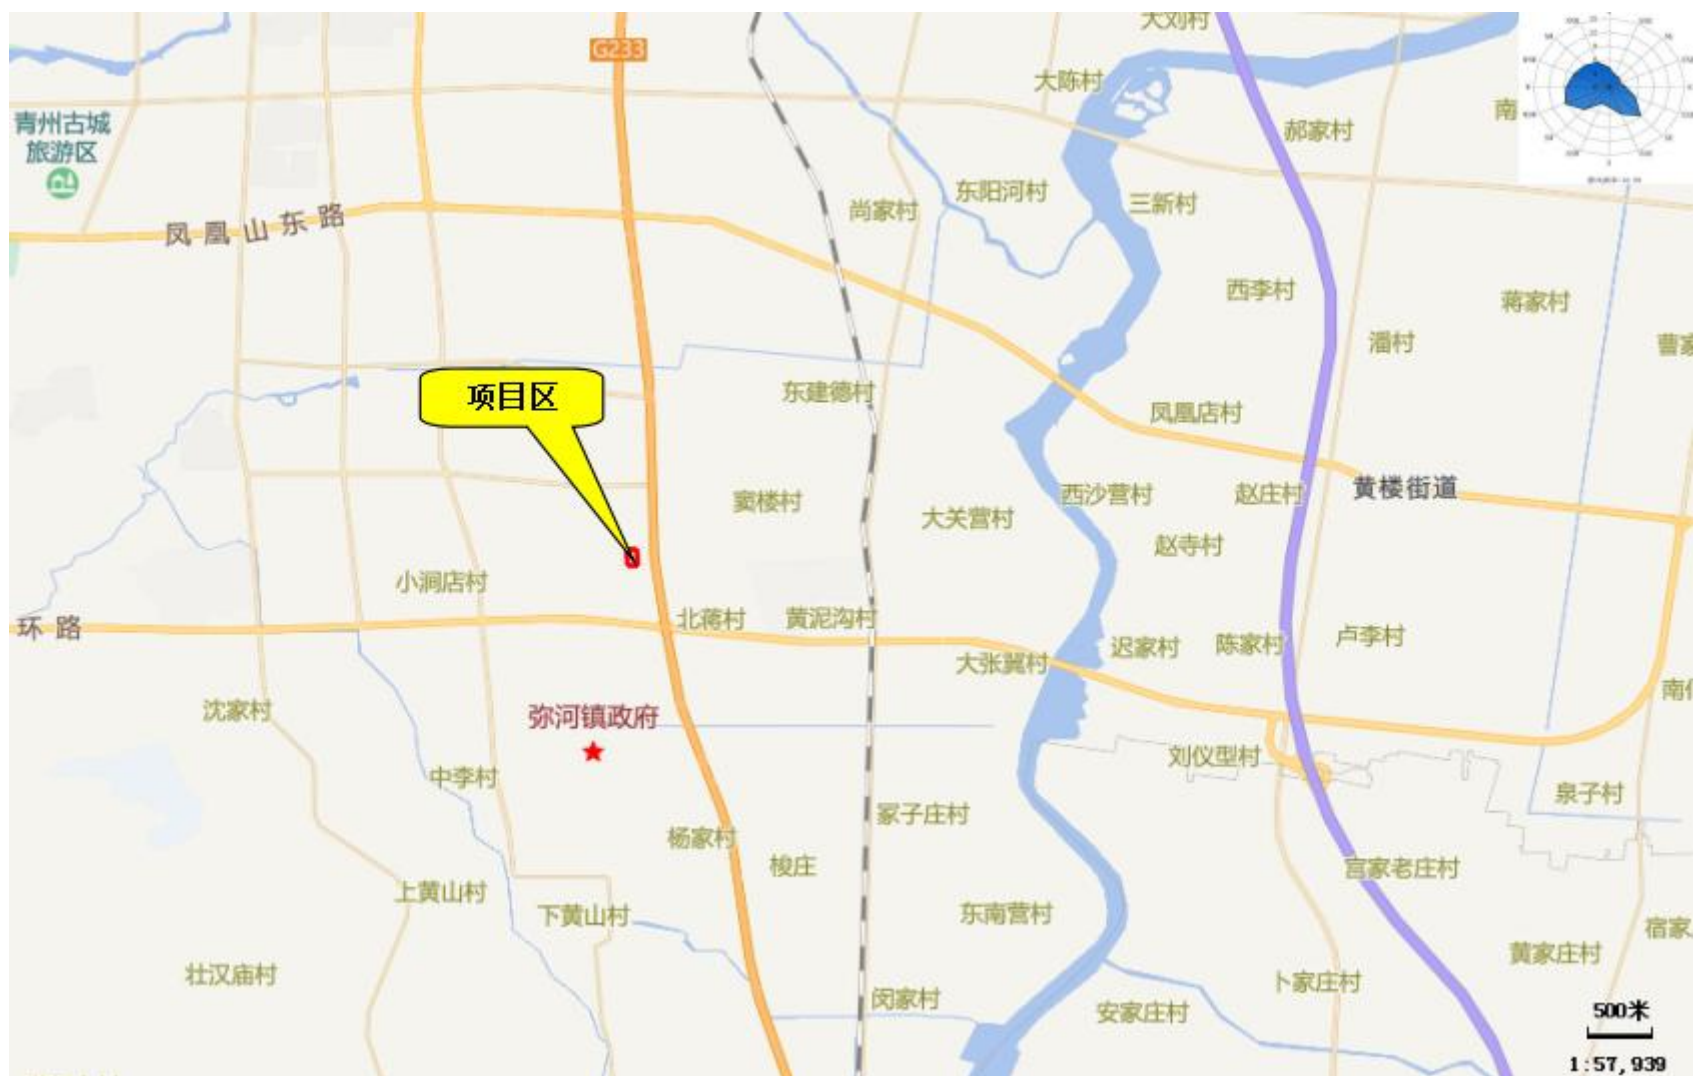 大刘村
G233
大陈村
青州古城
旅游区
郝家村
南
东阳河村
三新村
尚家村
凤凰山东路
西李村
蒋家村
潘村
曹家
项目区
东建德村
凤凰店村
窦楼村
西沙营村
赵庄村
黄楼街道
大关营村
赵寺村
小涧店村
北蒋村
黄泥沟村
环路
迟家村
陈家村
卢李村
大张冀村
沈家村
弥河镇政府
刘仪型村
中李村
泉子村
冢子庄村
杨家村
梭庄
宫家老庄村
上黄山村
下黄山村
东南营村
宿家
黄家庄村
壮汉庙村
卜家庄村
闵家村
安家庄村
500米
1:57,939